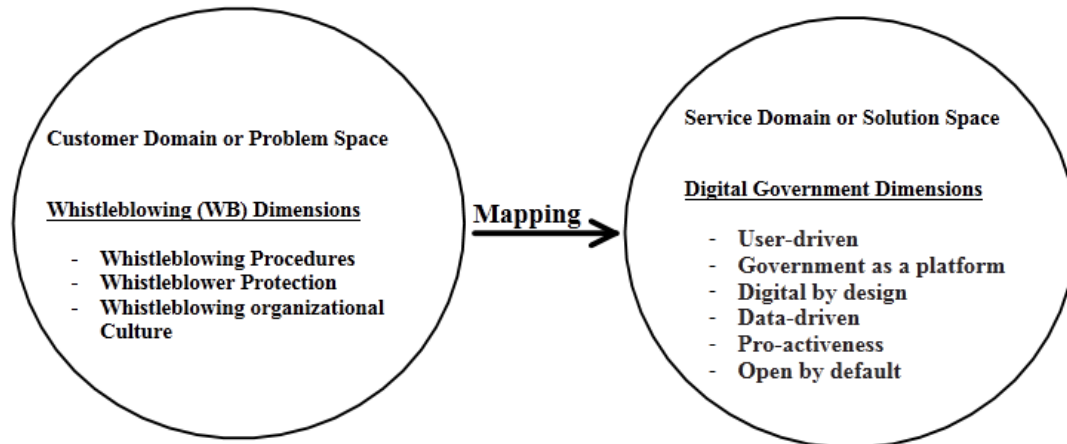 Customer Domain or Problem Space
Whistleblowing (WB) Dimensions
- Whistleblowing Procedures
- Whistleblower Protection
- Whistleblowing organizational
Culture
Mapping
Service Domain or Solution Space
Digital Government Dimensions
- User-driven
- Government as a platform
- Digital by design
- Data-driven
- Pro-activeness
- Open by default